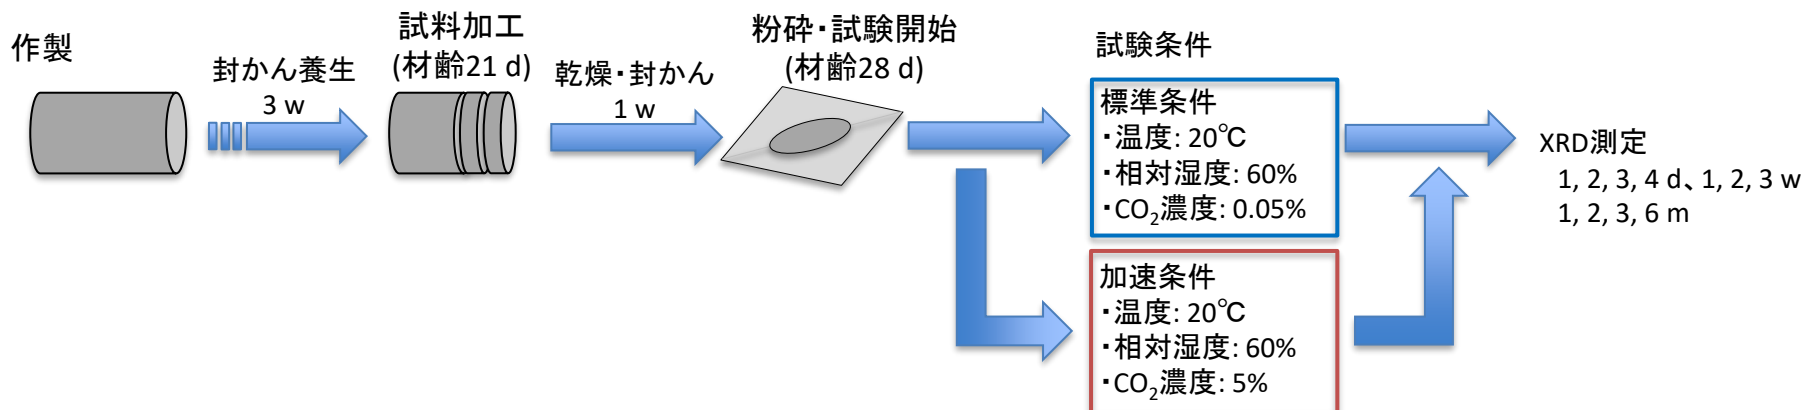 作製
封かん養生
3 w
試料加工
(材齢21 d)
乾燥・封かん
1 w
粉砕・試験開始
(材齢28 d)
試験条件
標準条件
・温度: 20℃
・相対湿度: 60%
・CO₂濃度: 0.05%
加速条件
・温度: 20℃
・相対湿度: 60%
・CO₂濃度: 5%
XRD測定
1, 2, 3, 4 d、1, 2, 3 w
1, 2, 3, 6 m